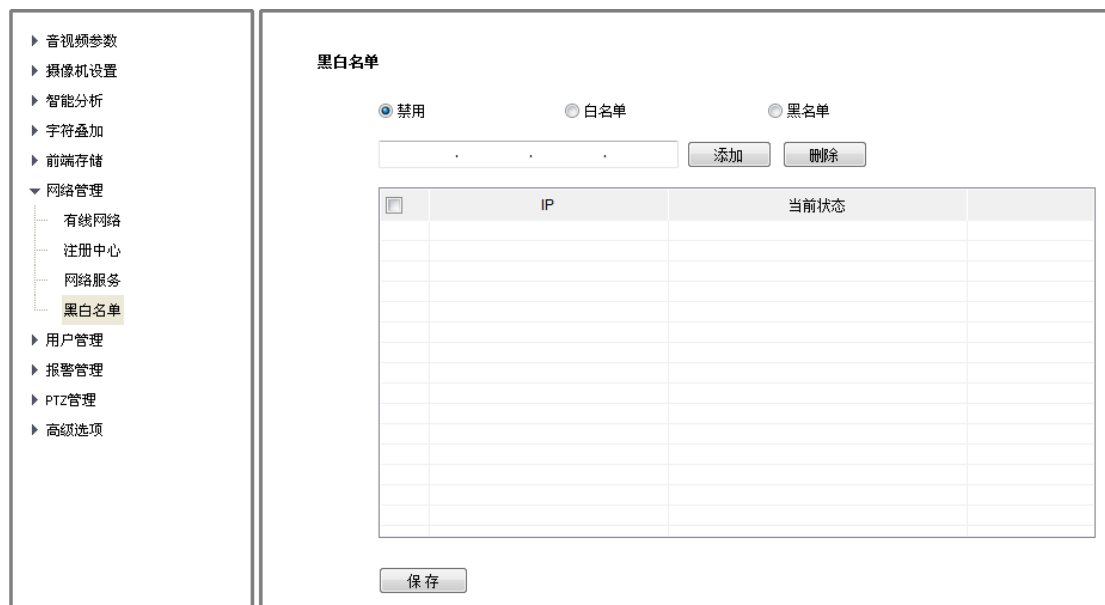 音视频参数
摄像机设置
智能分析
字符叠加
前端存储
网络管理
有线网络
注册中心
网络服务
黑白名单
用户管理
报警管理
PTZ管理
高级选项
黑白名单
禁用 白名单 黑名单
. . . 添加 删除
IP 当前状态
保存